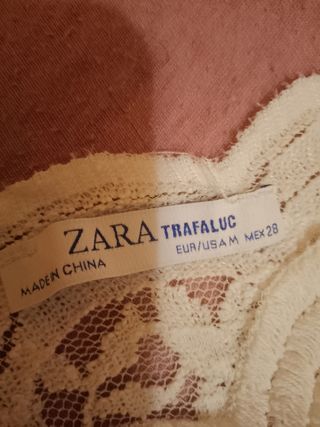 ZARA TRAFALUC
EUR/USA M MEX 28
MADE IN CHINA